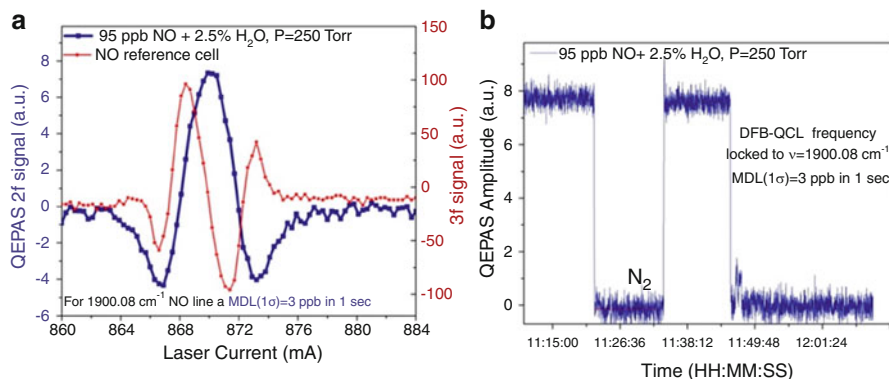 a
95 ppb NO + 2.5% H₂O, P=250 Torr
NO reference cell
QEPAS 2f signal (a.u.)
8
6
4
2
0
-2
-4
-6
3f signal (a.u.)
150
100
50
0
-50
-100
For 1900.08 cm⁻¹ NO line a MDL(1σ)=3 ppb in 1 sec
860 864 868 872 876 880 884
Laser Current (mA)
b
95 ppb NO+ 2.5% H₂O, P=250 Torr
QEPAS Amplitude (a.u.)
8
6
4
2
0
DFB-QCL frequency
locked to ν=1900.08 cm⁻¹
MDL(1σ)=3 ppb in 1 sec
N₂
11:15:00 11:26:36 11:38:12 11:49:48 12:01:24
Time (HH:MM:SS)